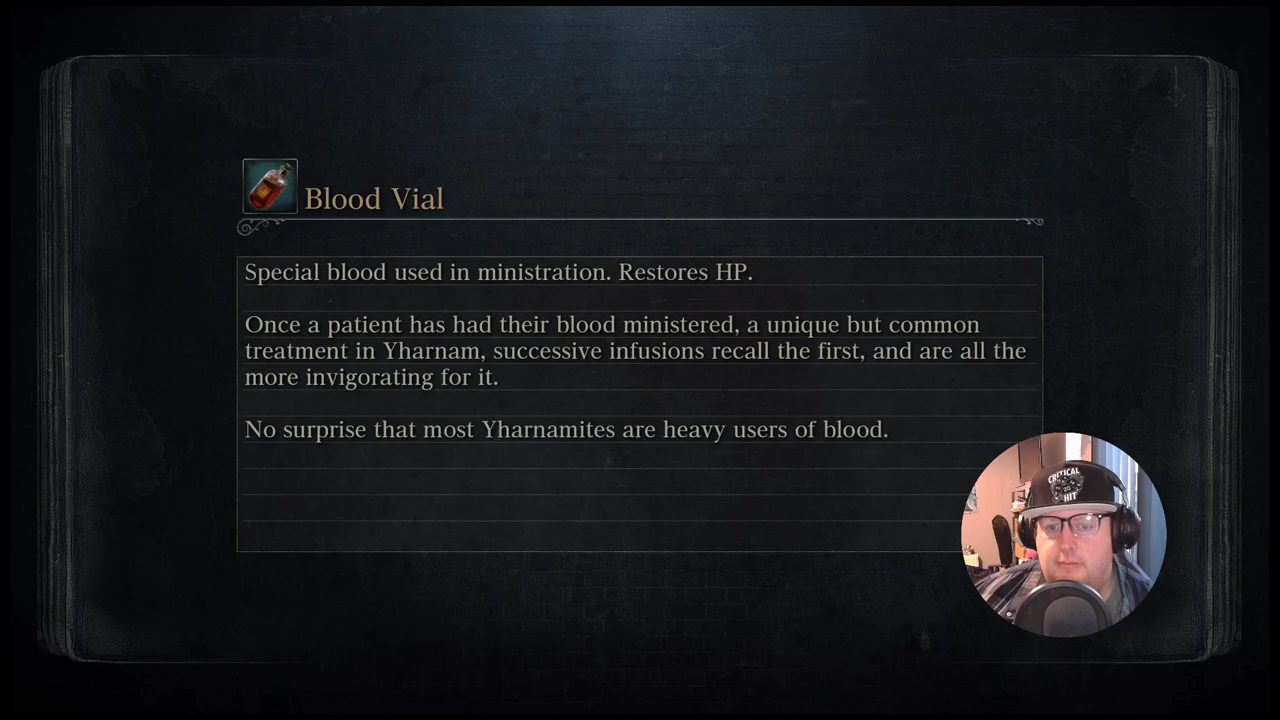 Blood Vial
Special blood used in ministration. Restores HP.
Once a patient has had their blood ministered, a unique but common
treatment in Yharnam, successive infusions recall the first, and are all the
more invigorating for it.
No surprise that most Yharnamites are heavy users of blood.
CRITICAL
20
HIT